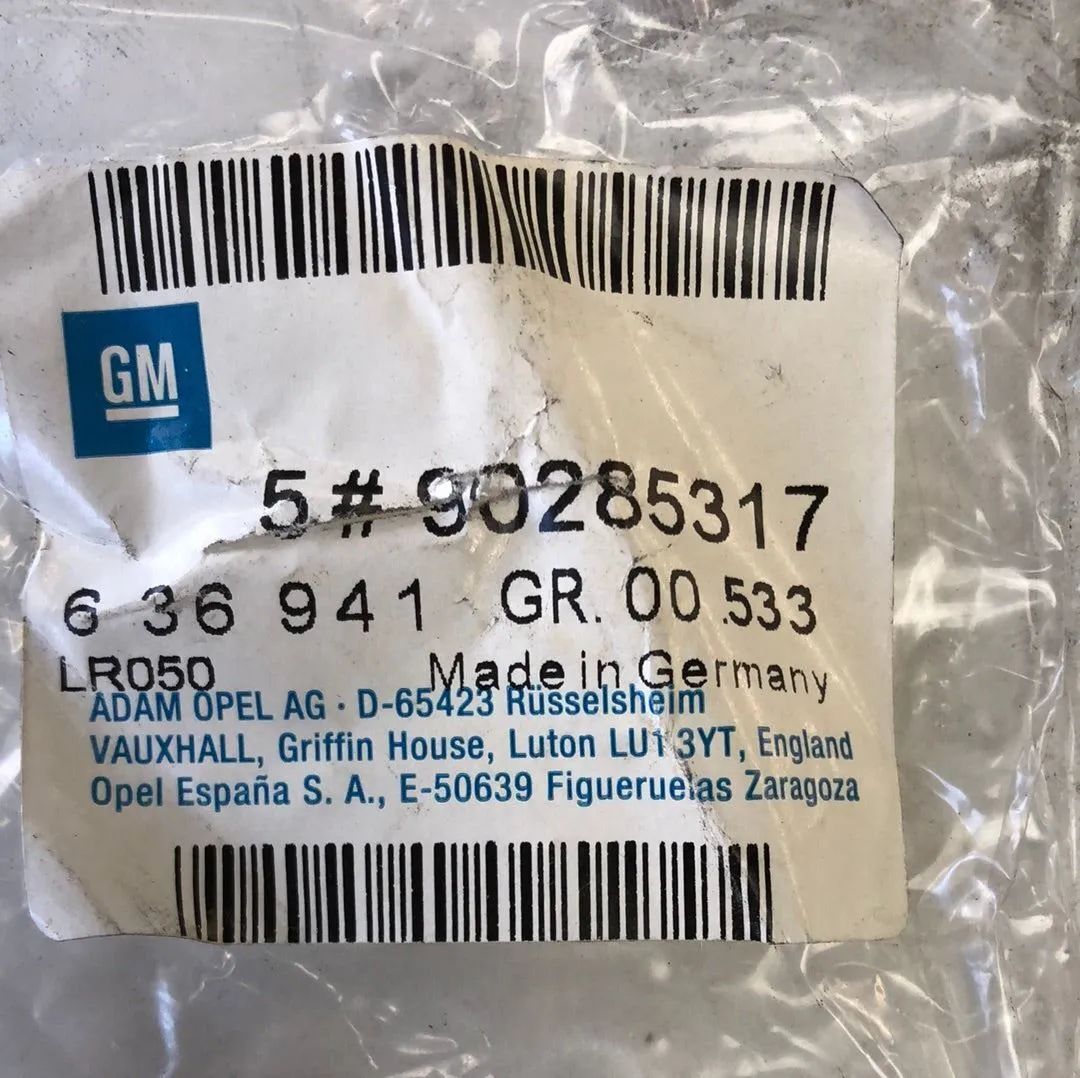 GM
5# 90285317
6 36 941 GR. 00.533
LR050 Made in Germany
ADAM OPEL AG · D-65423 Rüsselsheim
VAUXHALL, Griffin House, Luton LU1 3YT, England
Opel España S. A., E-50639 Figueruelas Zaragoza